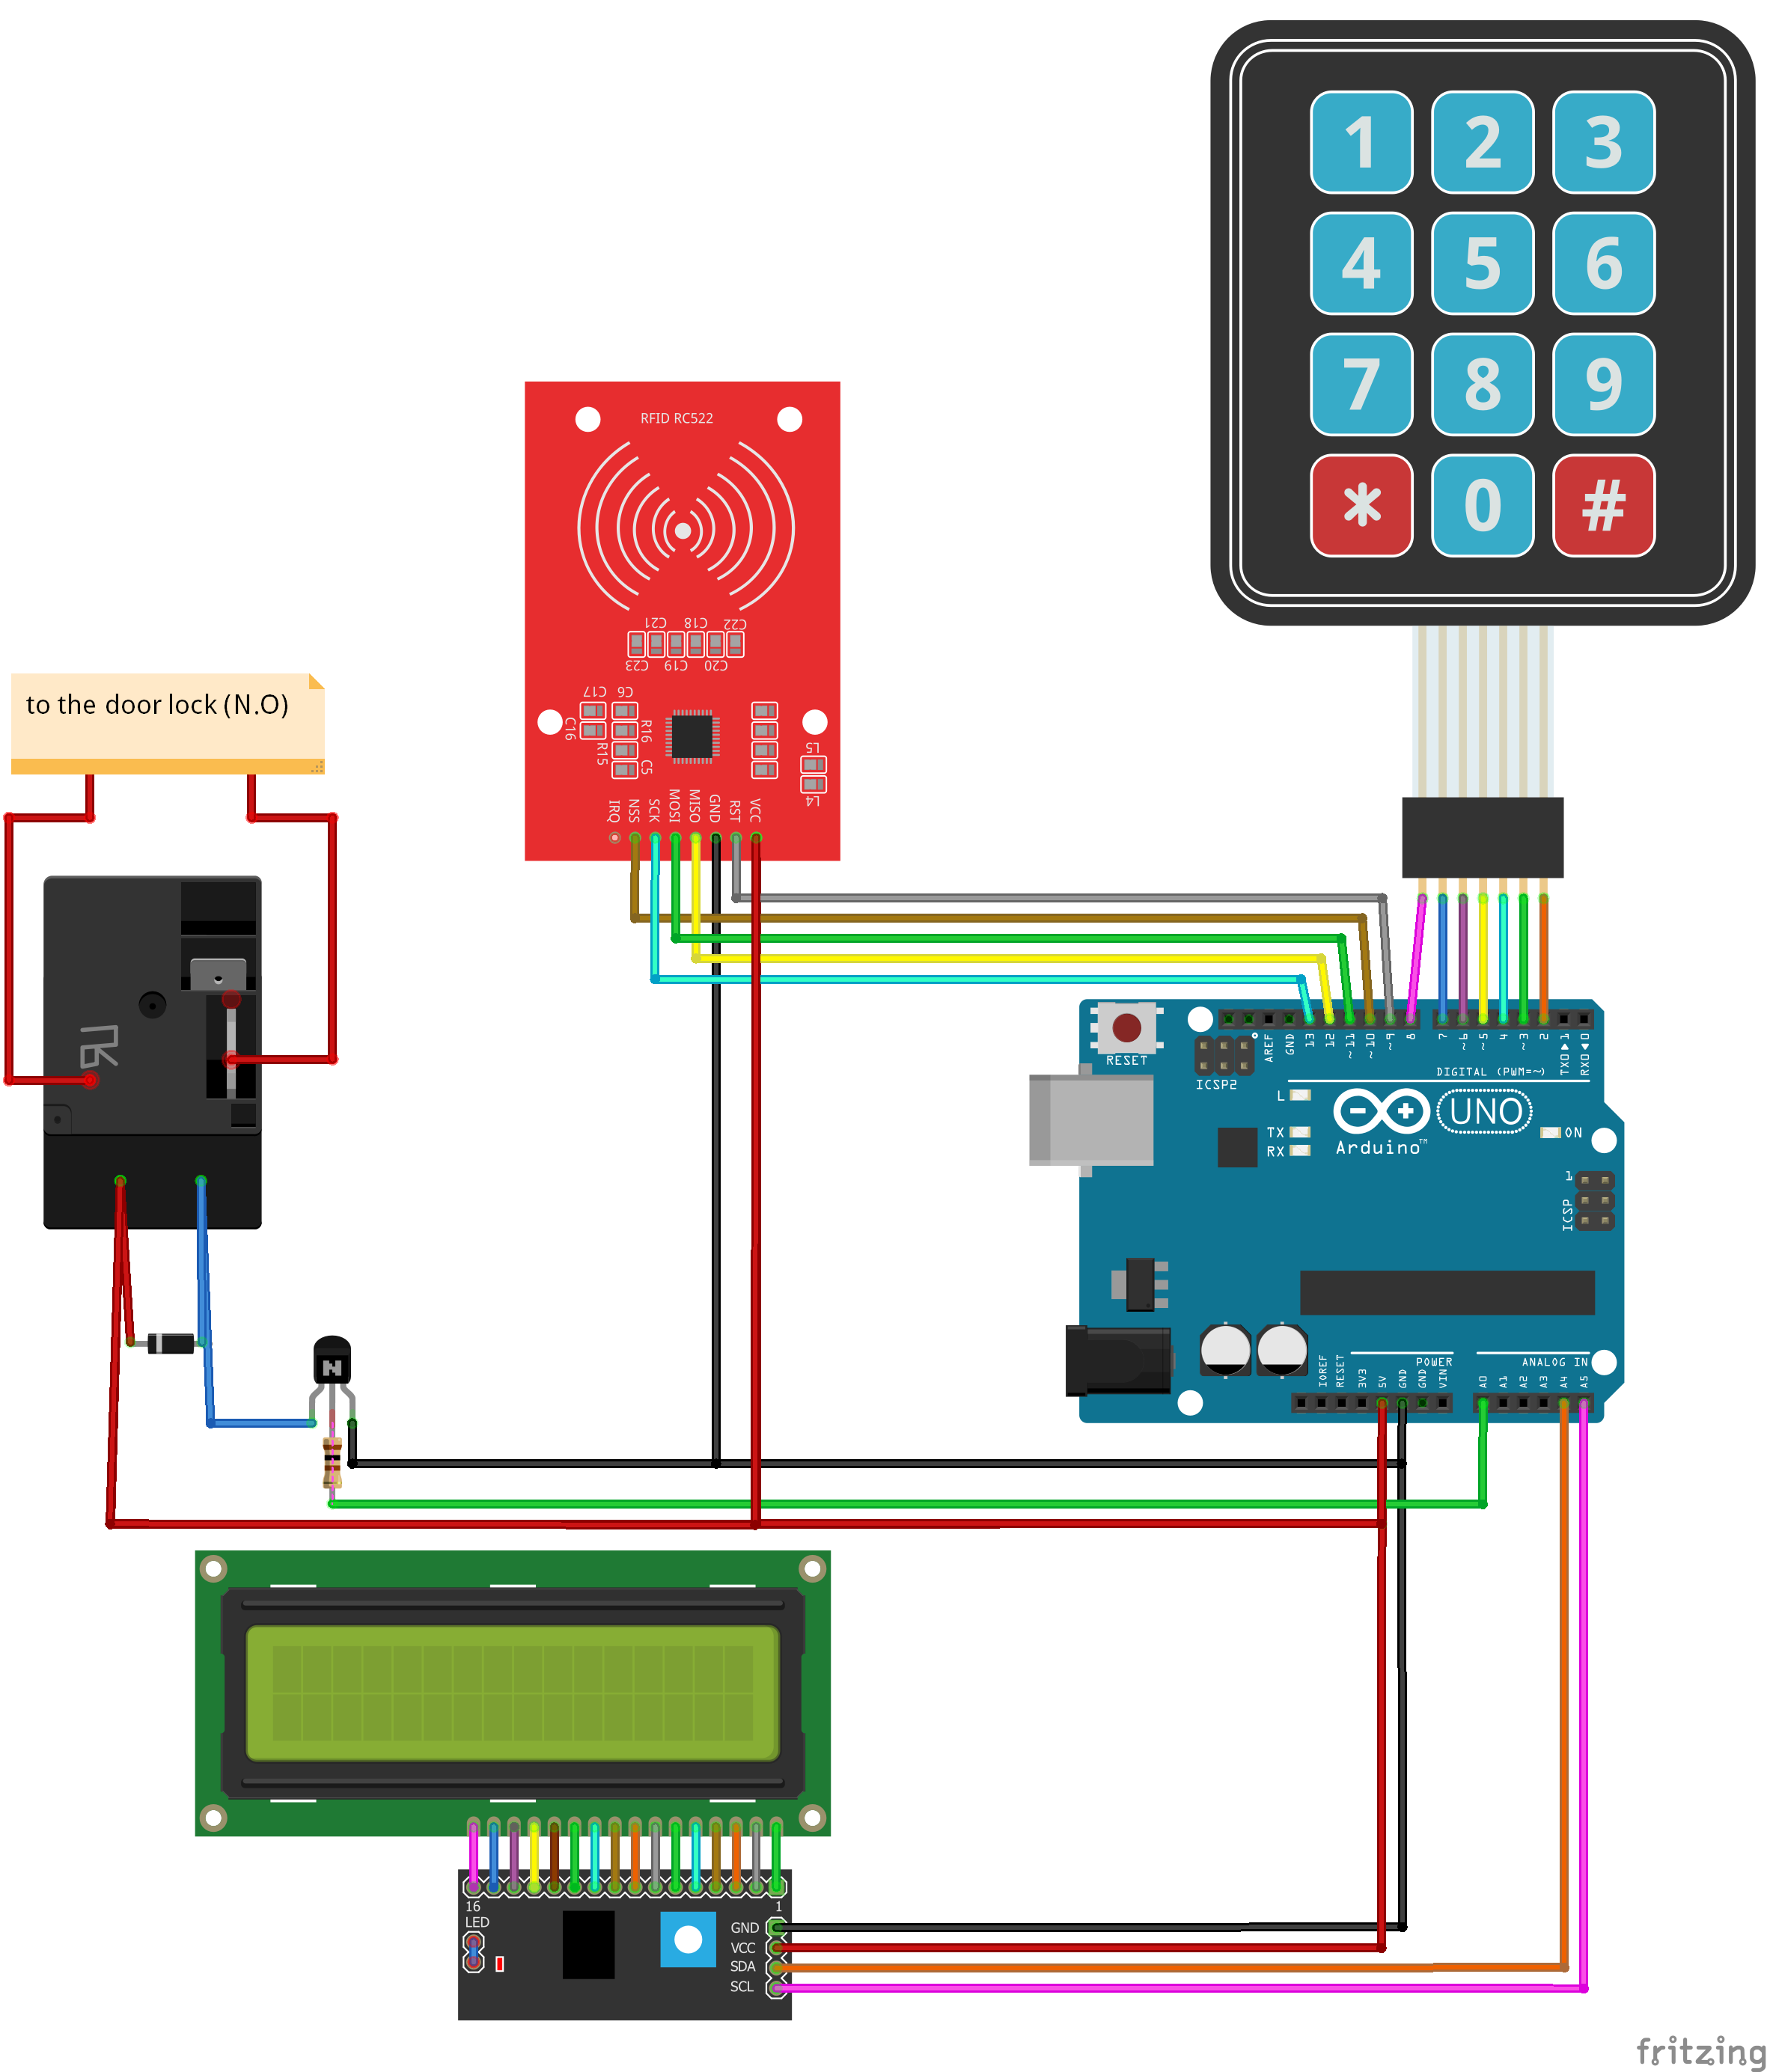 1 2 3
4 5 6
7 8 9
* 0 #
RFID RC522
C21 C18 C22
C23 C19 C20
C17 C6
C16 R16
R15 C5
L5
L4
IRQ NSS SCK MOSI MISO GND RST VCC
to the door lock (N.O)
N
RESET
ICSP2
AREF GND 13 12 ~11 ~10 ~9 8 7 ~6 ~5 4 ~3 2 TX0 1 RX0 0
DIGITAL (PWM=~)
L
TX
RX
UNO
Arduino™
ON
1
ICSP
POWER
ANALOG IN
IOREF RESET 3V3 5V GND GND VIN A0 A1 A2 A3 A4 A5
16 1
LED
GND
VCC
SDA
SCL
fritzing